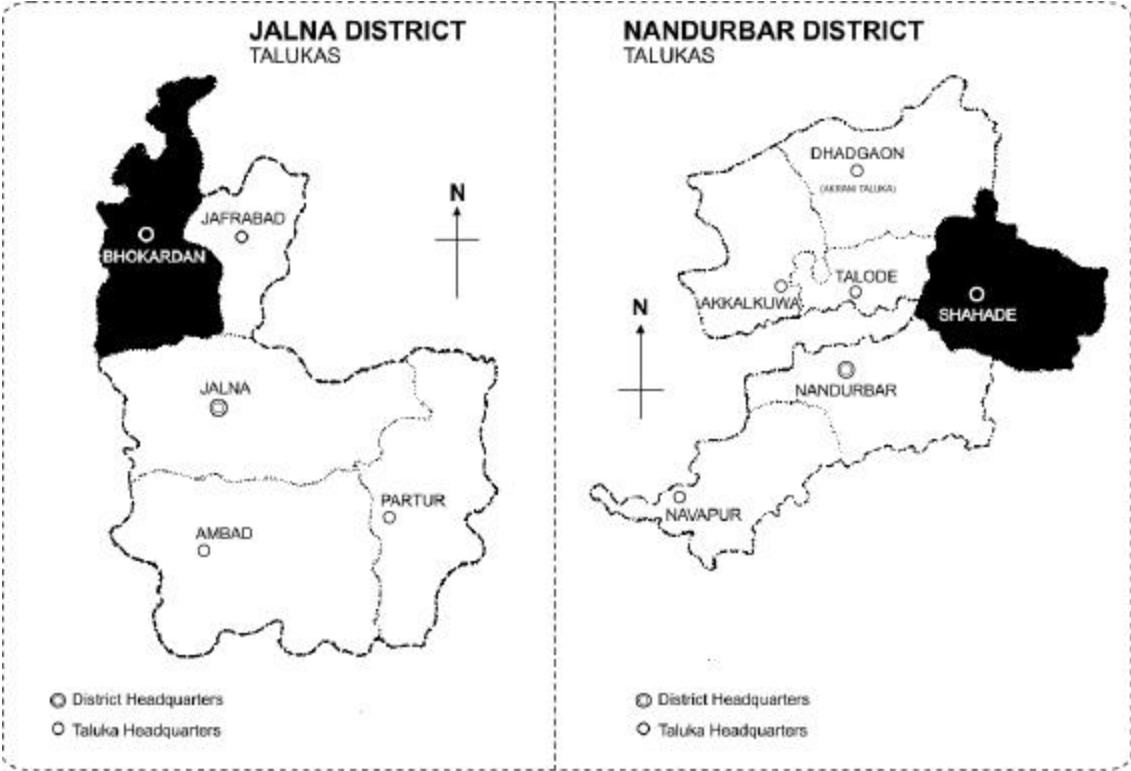 JALNA DISTRICT
TALUKAS
JAFRABAD
N
BHOKARDAN
JALNA
PARTUR
AMBAD
District Headquarters
Taluka Headquarters
NANDURBAR DISTRICT
TALUKAS
DHADGAON
(AKRANI TALUKA)
TALODE
AKKALKUWA
SHAHADE
N
NANDURBAR
NAVAPUR
District Headquarters
Taluka Headquarters